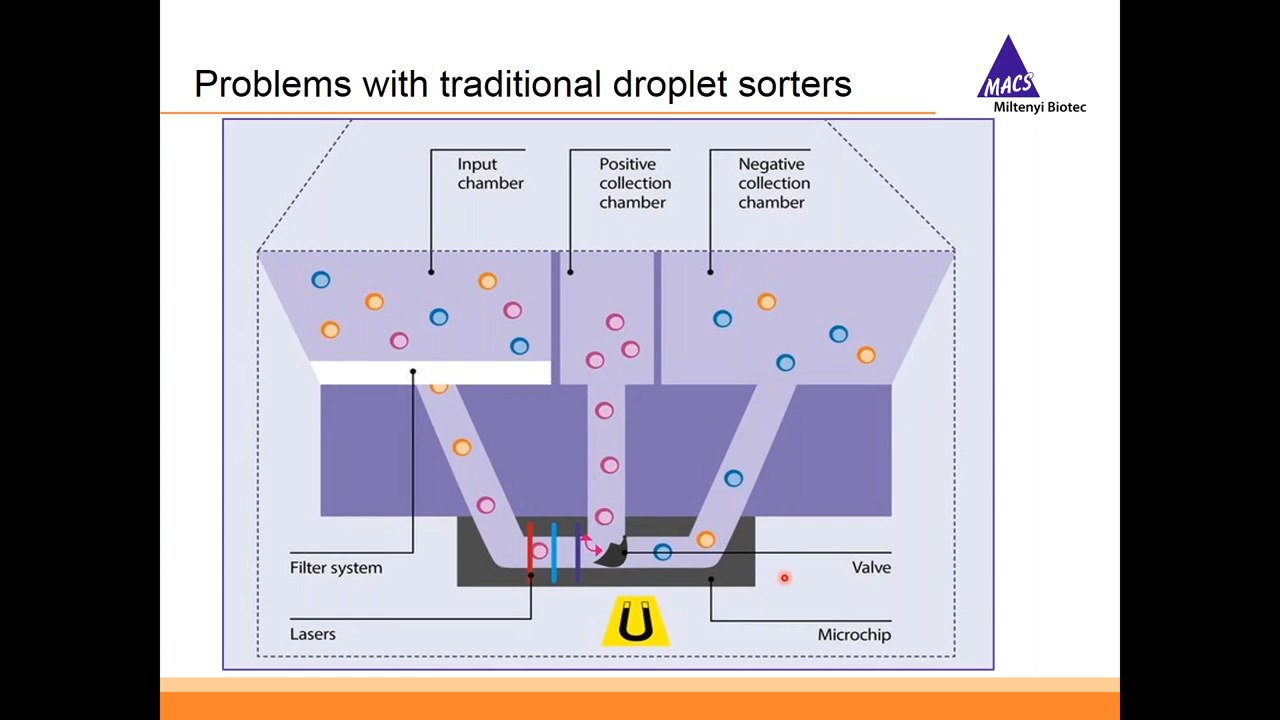 Problems with traditional droplet sorters
MACS
Miltenyi Biotec
Input
chamber
Positive
collection
chamber
Negative
collection
chamber
Filter system
Valve
Lasers
Microchip